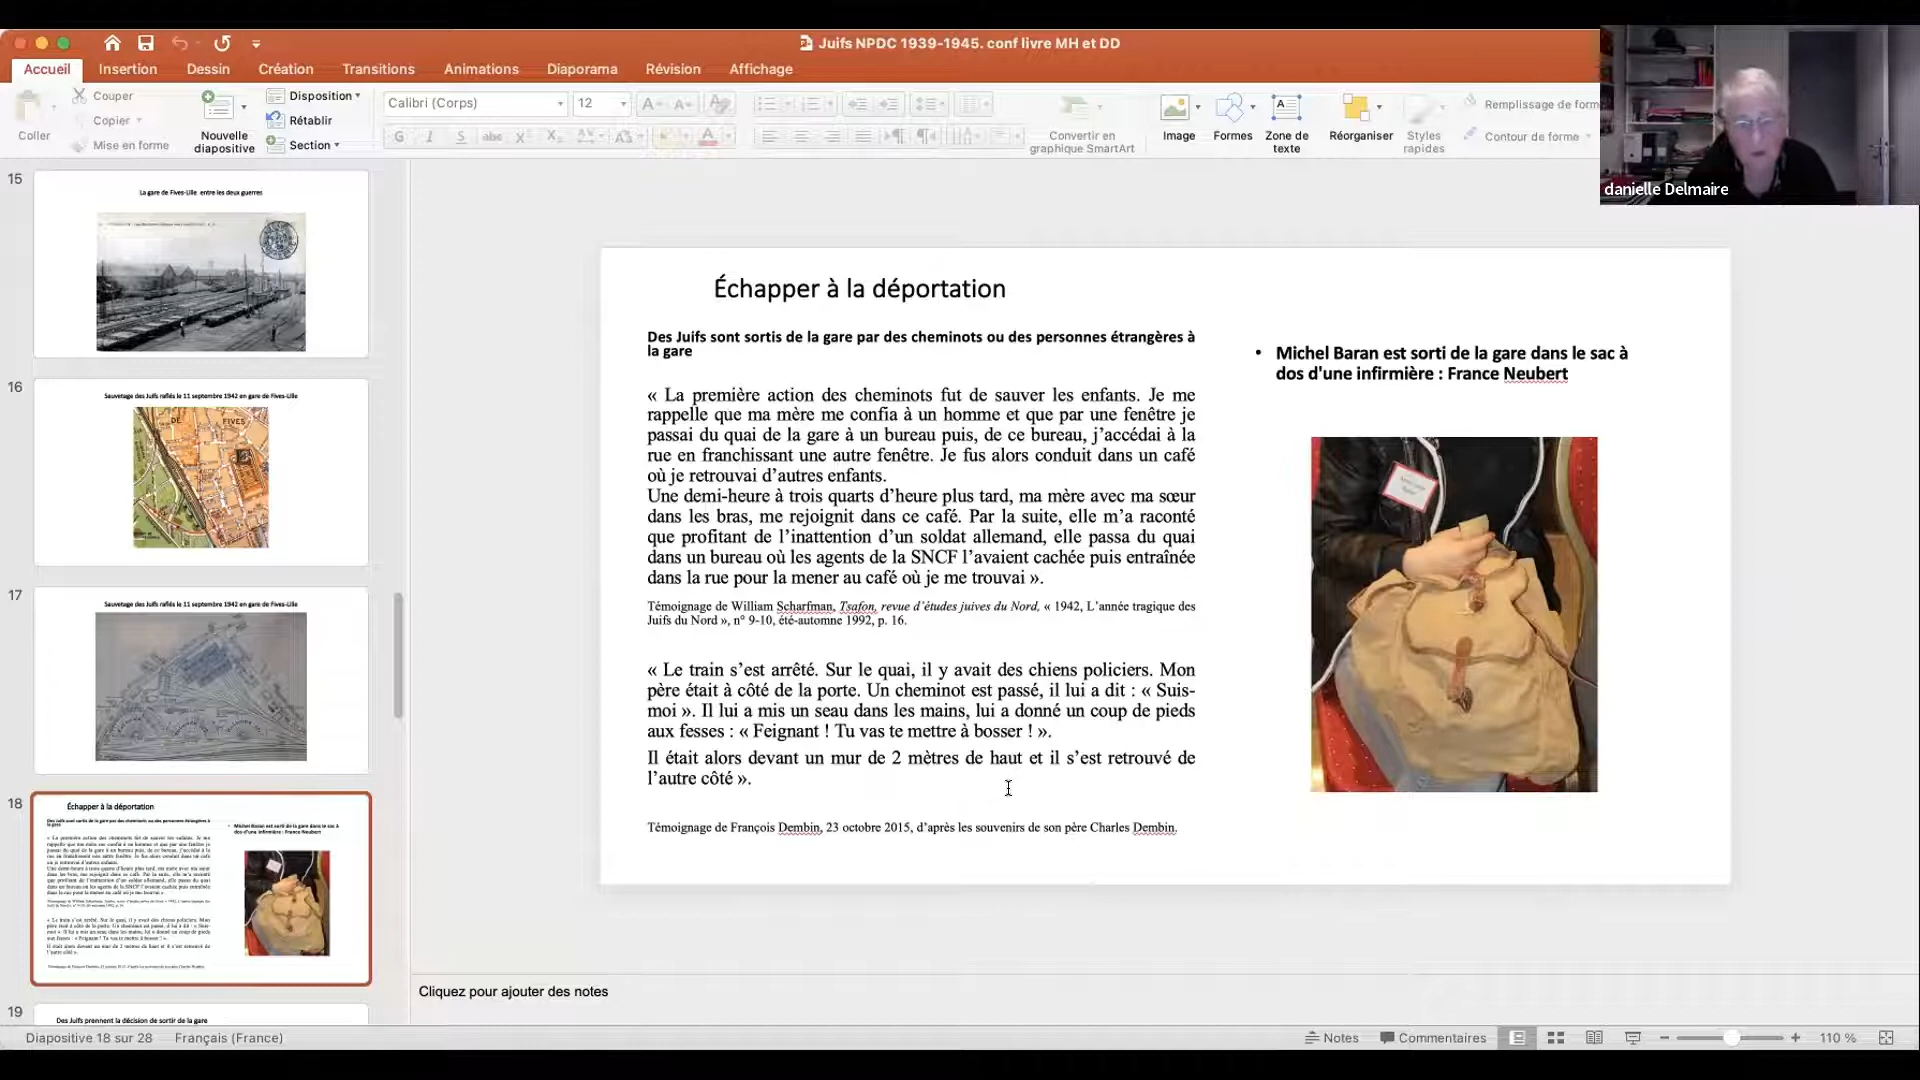 Juifs NPDC 1939-1945. conf livre MH et DD
Accueil
Insertion
Dessin
Création
Transitions
Animations
Diaporama
Révision
Affichage
Coller
Couper
Copier
Mise en forme
Nouvelle
diapositive
Disposition
Rétablir
Section
Calibri (Corps)
12
Convertir en
graphique SmartArt
Image
Formes
Zone de
texte
Réorganiser
Styles
rapides
Remplissage de form
Contour de forme
danielle Delmaire
15
La gare de Fives-Lille entre les deux guerres
16
Sauvetage des Juifs raflés le 11 septembre 1942 en gare de Fives-Lille
DE
FIVES
17
Sauvetage des Juifs raflés le 11 septembre 1942 en gare de Fives-Lille
18
Échapper à la déportation
19
Des Juifs prennent la décision de sortir de la gare
Échapper à la déportation
Des Juifs sont sortis de la gare par des cheminots ou des personnes étrangères à
la gare
« La première action des cheminots fut de sauver les enfants. Je me
rappelle que ma mère me confia à un homme et que par une fenêtre je
passai du quai de la gare à un bureau puis, de ce bureau, j’accédai à la
rue en franchissant une autre fenêtre. Je fus alors conduit dans un café
où je retrouvai d’autres enfants.
Une demi-heure à trois quarts d’heure plus tard, ma mère avec ma sœur
dans les bras, me rejoignit dans ce café. Par la suite, elle m’a raconté
que profitant de l’inattention d’un soldat allemand, elle passa du quai
dans un bureau où les agents de la SNCF l’avaient cachée puis entraînée
dans la rue pour la mener au café où je me trouvai ».
Témoignage de William Scharfman, Tsafon, revue d’études juives du Nord, « 1942, L’année tragique des
Juifs du Nord », n° 9-10, été-automne 1992, p. 16.
« Le train s’est arrêté. Sur le quai, il y avait des chiens policiers. Mon
père était à côté de la porte. Un cheminot est passé, il lui a dit : « Suis-
moi ». Il lui a mis un seau dans les mains, lui a donné un coup de pieds
aux fesses : « Feignant ! Tu vas te mettre à bosser ! ».
Il était alors devant un mur de 2 mètres de haut et il s’est retrouvé de
l’autre côté ».
Témoignage de François Dembin, 23 octobre 2015, d’après les souvenirs de son père Charles Dembin.
• Michel Baran est sorti de la gare dans le sac à
dos d'une infirmière : France Neubert
Cliquez pour ajouter des notes
Diapositive 18 sur 28
Français (France)
Notes
Commentaires
110 %